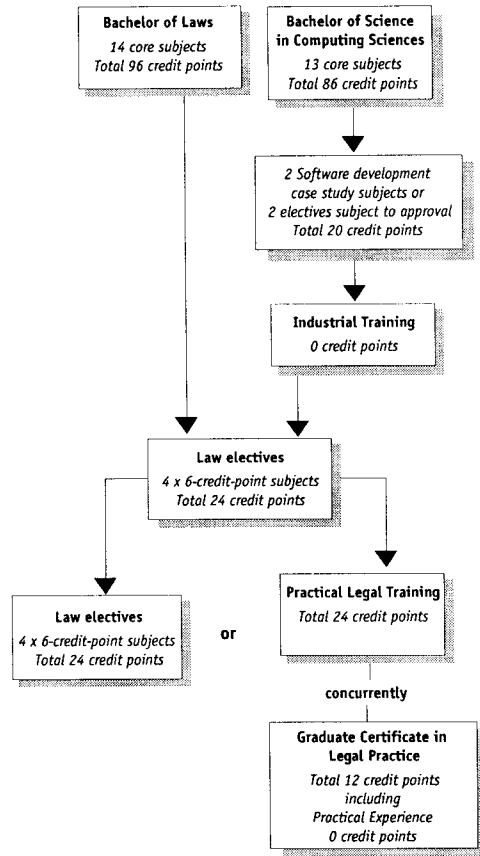 Bachelor of Laws
14 core subjects
Total 96 credit points
Bachelor of Science
in Computing Sciences
13 core subjects
Total 86 credit points
2 Software development
case study subjects or
2 electives subject to approval
Total 20 credit points
Industrial Training
0 credit points
Law electives
4 x 6-credit-point subjects
Total 24 credit points
Law electives
4 x 6-credit-point subjects
Total 24 credit points
or
Practical Legal Training
Total 24 credit points
concurrently
Graduate Certificate in
Legal Practice
Total 12 credit points
including
Practical Experience
0 credit points